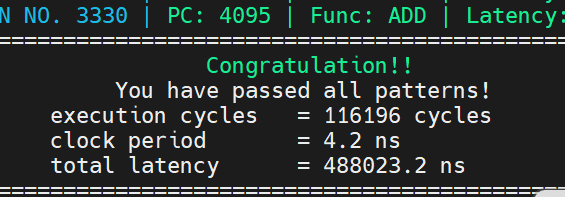 N NO. 3330 | PC: 4095 | Func: ADD | Latency:
============================================
Congratulation!!
You have passed all patterns!
execution cycles = 116196 cycles
clock period = 4.2 ns
total latency = 488023.2 ns
============================================